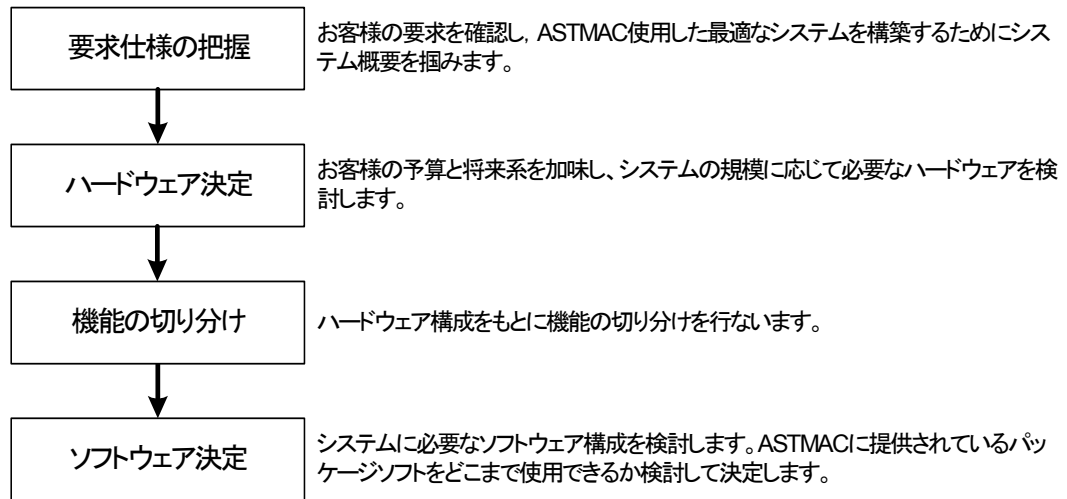 要求仕様の把握
お客様の要求を確認し, ASTMAC使用した最適なシステムを構築するためにシス
テム概要を掴みます。
ハードウェア決定
お客様の予算と将来系を加味し、システムの規模に応じて必要なハードウェアを検
討します。
機能の切り分け
ハードウェア構成をもとに機能の切り分けを行ないます。
ソフトウェア決定
システムに必要なソフトウェア構成を検討します。ASTMACに提供されているパッ
ケージソフトをどこまで使用できるか検討して決定します。